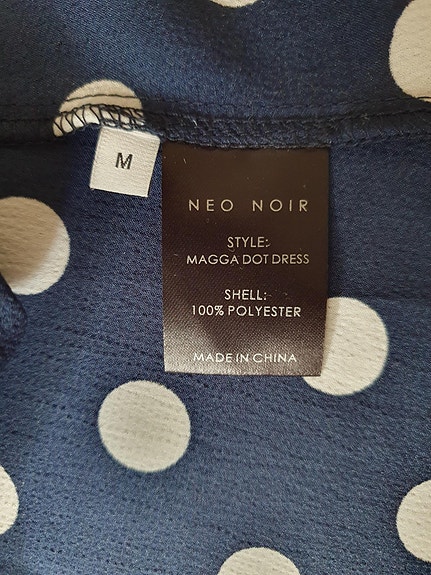 M
NEO NOIR
STYLE:
MAGGA DOT DRESS
SHELL:
100% POLYESTER
MADE IN CHINA